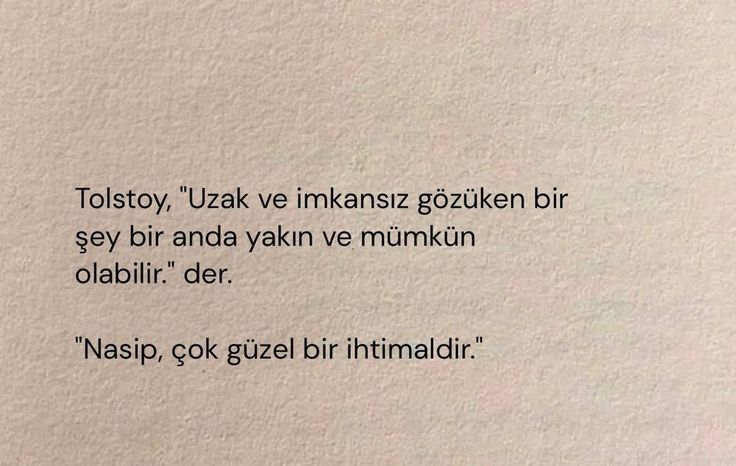 Tolstoy, "Uzak ve imkansız gözüken bir
şey bir anda yakın ve mümkün
olabilir." der.
"Nasip, çok güzel bir ihtimaldir."